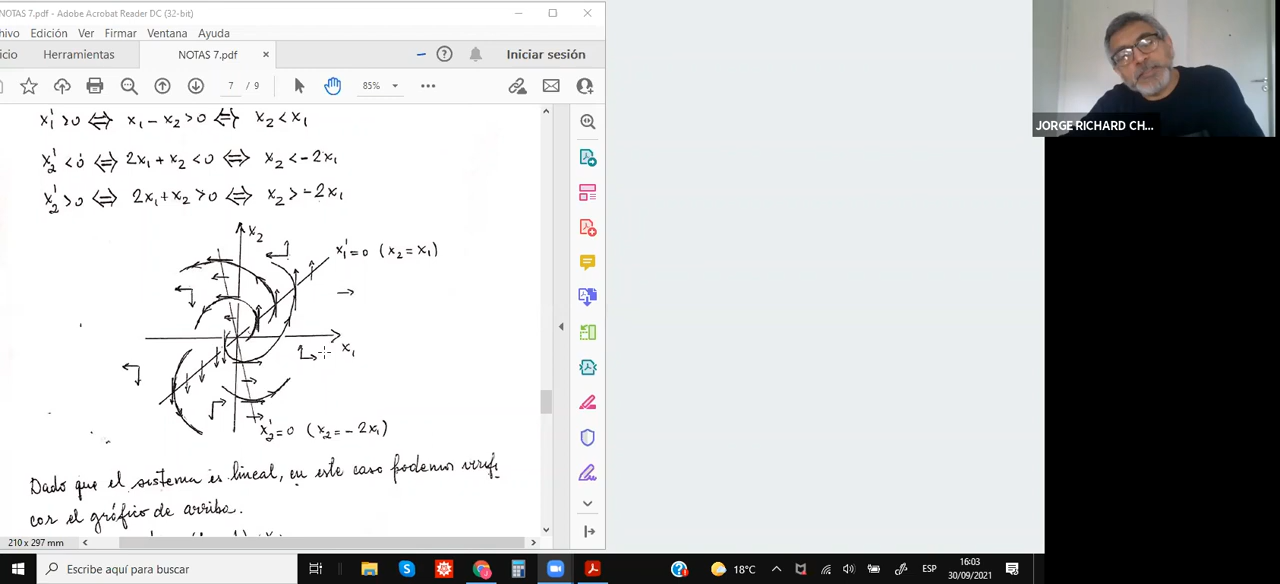 NOTAS 7.pdf - Adobe Acrobat Reader DC (32-bit)
hivo Edición Ver Firmar Ventana Ayuda
icio Herramientas NOTAS 7.pdf × ? Iniciar sesión
7 / 9 85%
x₁' > 0 ⟺ x₁ - x₂ > 0 ⟺ x₂ < x₁
x₂' < 0 ⟺ 2x₁ + x₂ < 0 ⟺ x₂ < -2x₁
x₂' > 0 ⟺ 2x₁ + x₂ > 0 ⟺ x₂ > -2x₁
x₂
x₁' = 0 (x₂ = x₁)
x₁
x₂' = 0 (x₂ = -2x₁)
Dado que el sistema es lineal, en este caso podemos verifi
car el gráfico de arriba.
210 x 297 mm
JORGE RICHARD CH...
Escribe aquí para buscar
18°C
ESP
16:03
30/09/2021